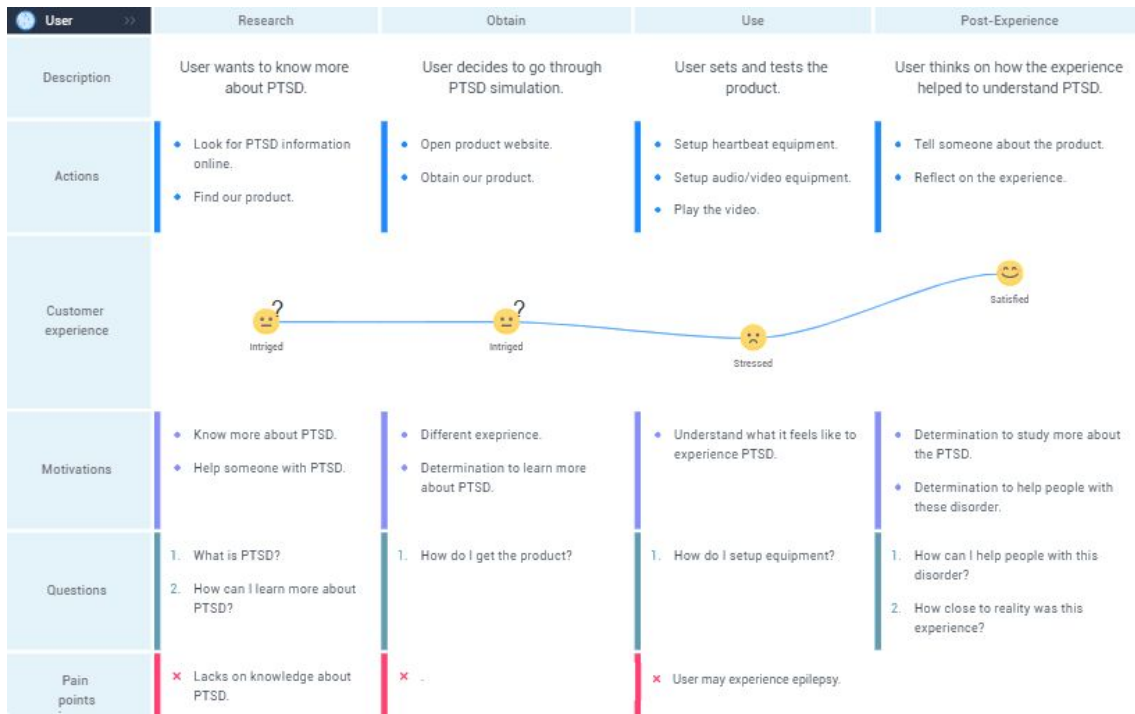 User >> Research Obtain Use Post-Experience
Description
User wants to know more
about PTSD.
User decides to go through
PTSD simulation.
User sets and tests the
product.
User thinks on how the experience
helped to understand PTSD.
Actions
Look for PTSD information
online.
Find our product.
Open product website.
Obtain our product.
Setup heartbeat equipment.
Setup audio/video equipment.
Play the video.
Tell someone about the product.
Reflect on the experience.
Customer
experience
?
Intriged
?
Intriged
Stressed
Satisfied
Motivations
Know more about PTSD.
Help someone with PTSD.
Different exeprience.
Determination to learn more
about PTSD.
Understand what it feels like to
experience PTSD.
Determination to study more about
the PTSD.
Determination to help people with
these disorder.
Questions
1. What is PTSD?
2. How can I learn more about
PTSD?
1. How do I get the product?
1. How do I setup equipment?
1. How can I help people with this
disorder?
2. How close to reality was this
experience?
Pain
points
× Lacks on knowledge about
PTSD.
× .
× User may experience epilepsy.